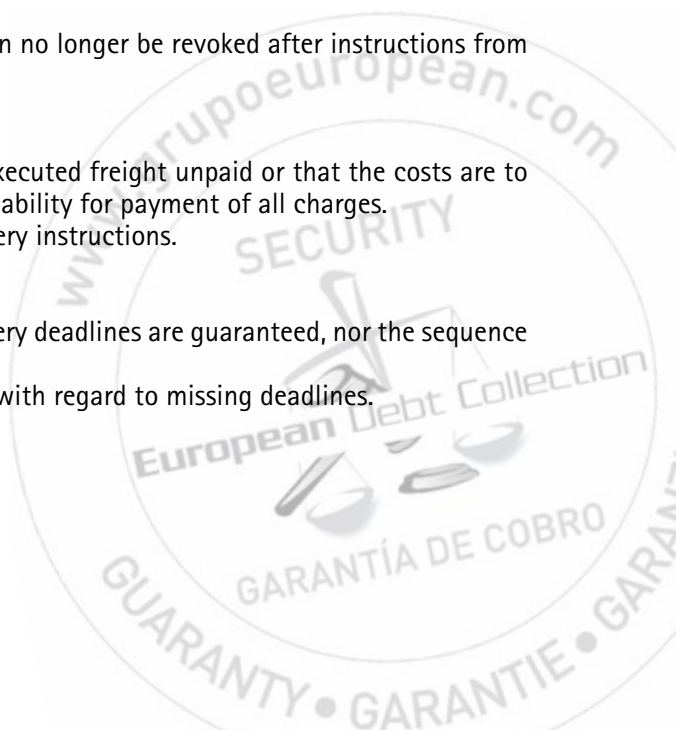 n no longer be revoked after instructions from
xecuted freight unpaid or that the costs are to
ability for payment of all charges.
ery instructions.
ery deadlines are guaranteed, nor the sequence
with regard to missing deadlines.
www.grupoeuropean.com
SECURITY
European Debt Collection
GARANTÍA DE COBRO
GUARANTY • GARANTIE • GARANT